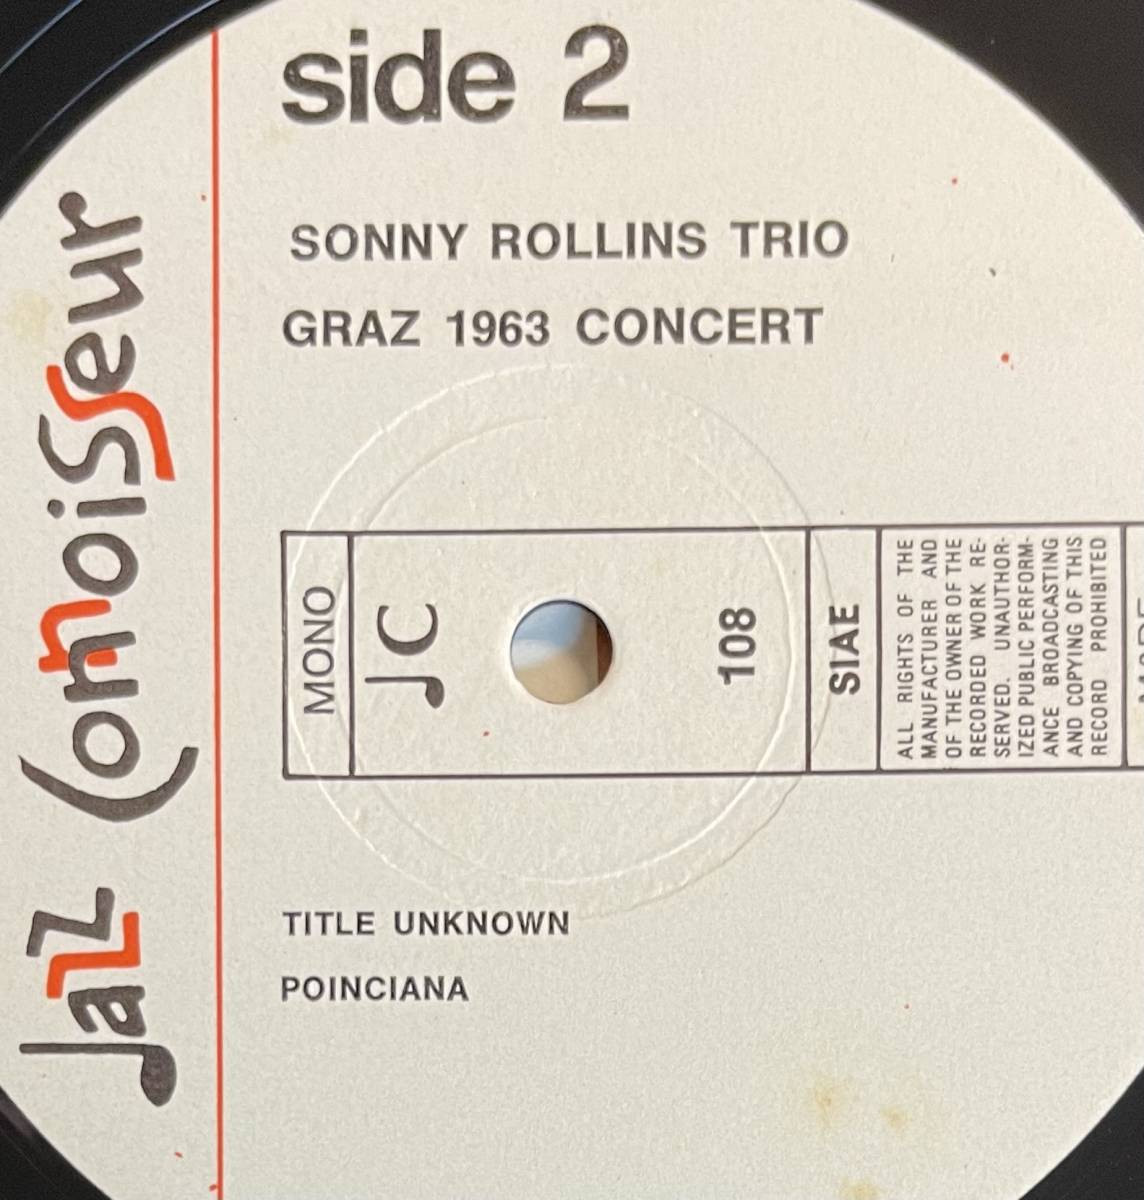 side 2
SONNY ROLLINS TRIO
GRAZ 1963 CONCERT
Jazz Connoisseur
MONO
JC
108
SIAE
ALL RIGHTS OF THE
MANUFACTURER AND
OF THE OWNER OF THE
RECORDED WORK RE-
SERVED. UNAUTHOR-
IZED PUBLIC PERFORM-
ANCE BROADCASTING
AND COPYING OF THIS
RECORD PROHIBITED
TITLE UNKNOWN
POINCIANA